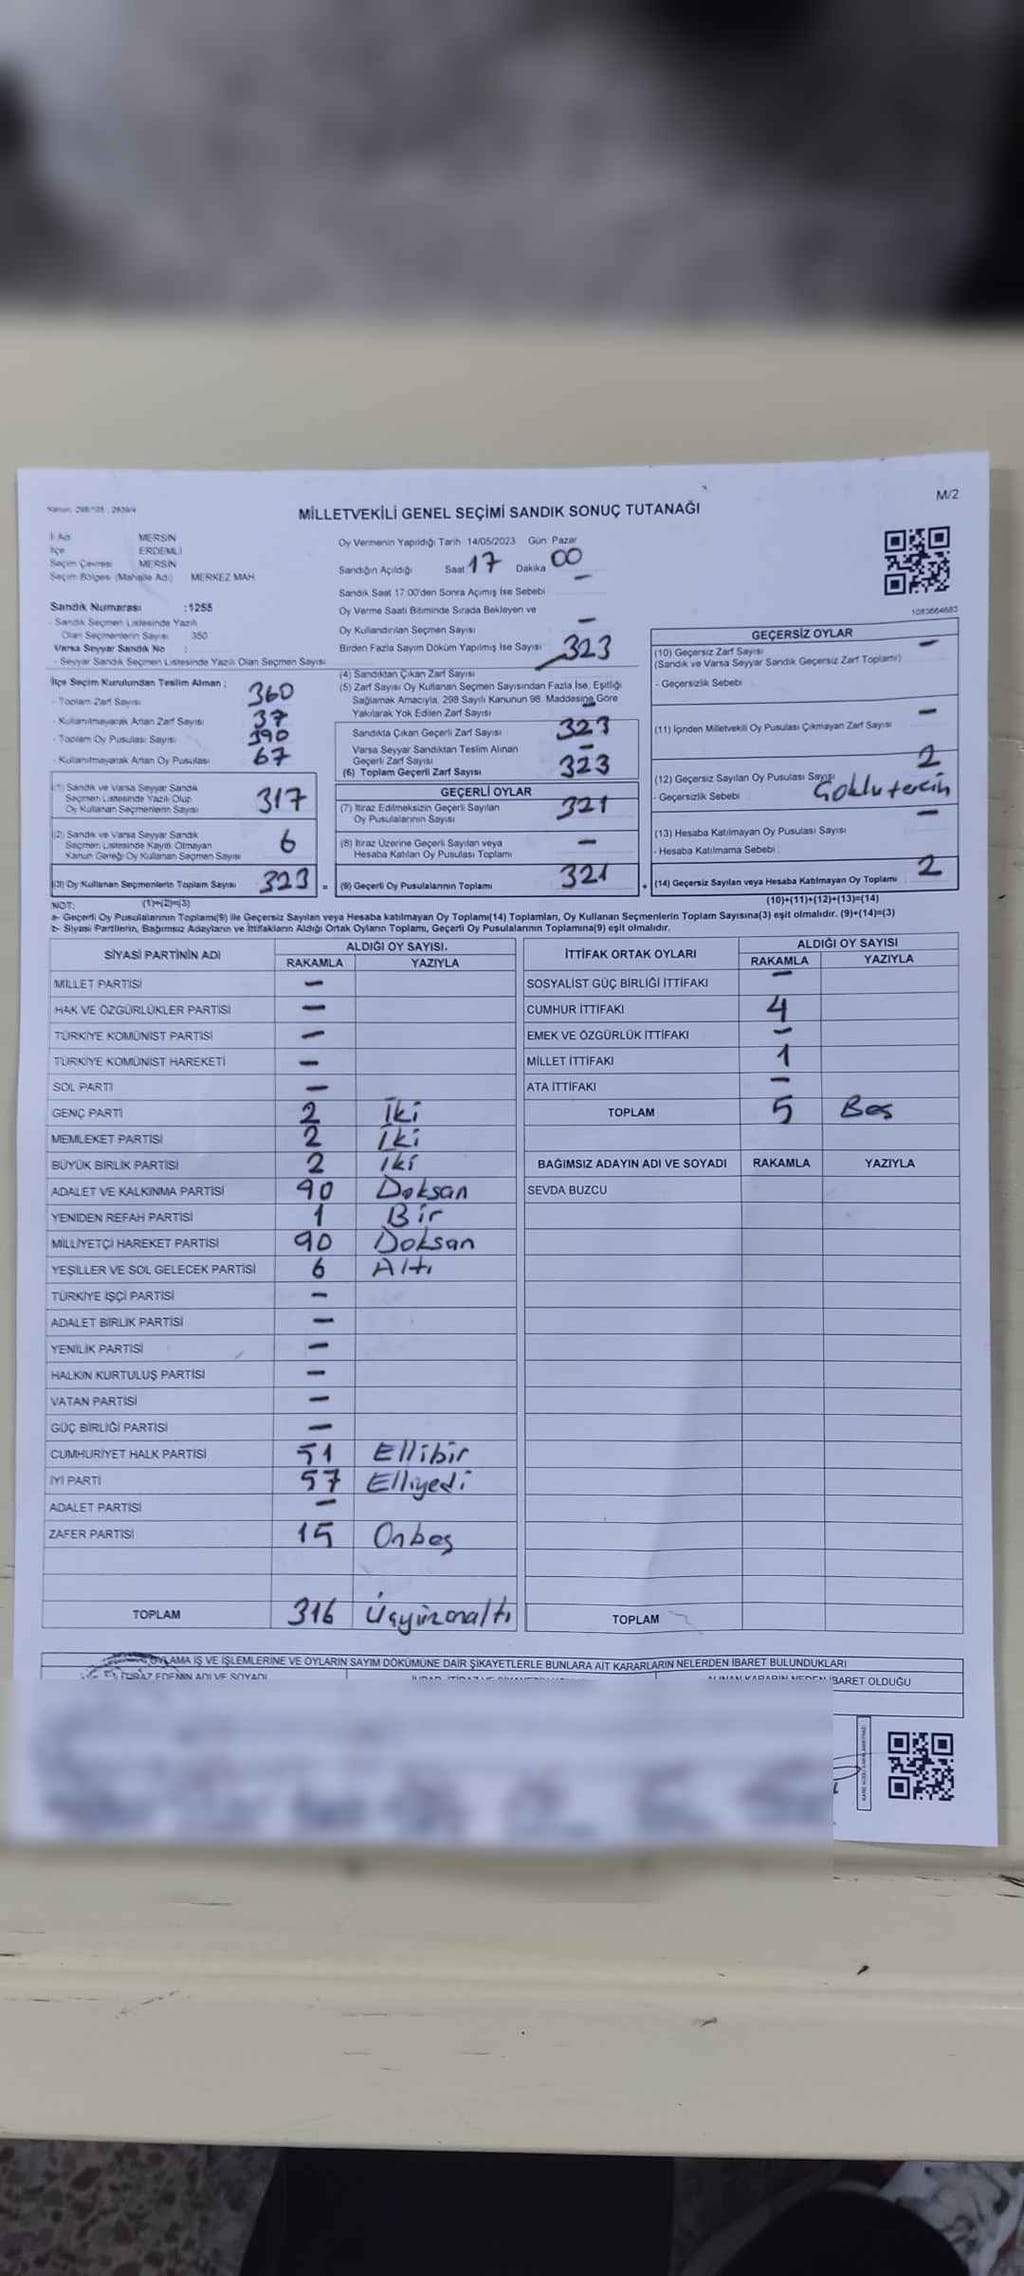 M/2
MİLLETVEKİLİ GENEL SEÇİMİ SANDIK SONUÇ TUTANAĞI
İl Adı MERSİN
İlçe ERDEMLİ
Seçim Çevresi MERSİN
Seçim Bölgesi (Mahalle Adı) MERKEZ MAH
Sandık Numarası :1255
Sandık Seçmen Listesinde Yazılı
Olan Seçmenlerin Sayısı 350
Varsa Seyyar Sandık No :
- Seyyar Sandık Seçmen Listesinde Yazılı Olan Seçmen Sayısı
Oy Vermenin Yapıldığı Tarih 14/05/2023 Gün Pazar
Sandığın Açıldığı Saat 17 Dakika 00
Sandık Saat 17:00'den Sonra Açımış İse Sebebi –
Oy Verme Saati Bitiminde Sırada Bekleyen ve
Oy Kullandırılan Seçmen Sayısı –
Birden Fazla Sayım Döküm Yapılmış İse Sayısı
İlçe Seçim Kurulundan Teslim Alınan :
- Toplam Zarf Sayısı 360
- Kullanılmayarak Artan Zarf Sayısı 37
- Toplam Oy Pusulası Sayısı 390
- Kullanılmayarak Artan Oy Pusulası 67
(1) Sandık ve Varsa Seyyar Sandık
Seçmen Listesinde Yazılı Olup
Oy Kullanan Seçmenlerin Sayısı 317
(2) Sandık ve Varsa Seyyar Sandık
Seçmen Listesinde Kayıtlı Olmayan
Kanun Gereği Oy Kullanan Seçmen Sayısı 6
(3) Oy Kullanan Seçmenlerin Toplam Sayısı 323 =
(4) Sandıktan Çıkan Zarf Sayısı 323
(5) Zarf Sayısı Oy Kullanan Seçmen Sayısından Fazla İse, Eşitliği
Sağlamak Amacıyla, 298 Sayılı Kanunun 98. Maddesine Göre
Yakılarak Yok Edilen Zarf Sayısı –
Sandıkta Çıkan Geçerli Zarf Sayısı 323
Varsa Seyyar Sandıktan Teslim Alınan
Geçerli Zarf Sayısı –
(6) Toplam Geçerli Zarf Sayısı 323
GEÇERLİ OYLAR
(7) İtiraz Edilmeksizin Geçerli Sayılan
Oy Pusulalarının Sayısı 321
(8) İtiraz Üzerine Geçerli Sayılan veya
Hesaba Katılan Oy Pusulası Toplamı –
(9) Geçerli Oy Pusulalarının Toplamı 321 +
1083664683
GEÇERSİZ OYLAR
(10) Geçersiz Zarf Sayısı –
(Sandık ve Varsa Seyyar Sandık Geçersiz Zarf Toplamı)
- Geçersizlik Sebebi
(11) İçinden Milletvekili Oy Pusulası Çıkmayan Zarf Sayısı –
(12) Geçersiz Sayılan Oy Pusulası Sayısı 2
- Geçersizlik Sebebi Çoklu tercih
(13) Hesaba Katılmayan Oy Pusulası Sayısı –
- Hesaba Katılmama Sebebi :
(14) Geçersiz Sayılan veya Hesaba Katılmayan Oy Toplamı 2
NOT: (1)+(2)=(3) (10)+(11)+(12)+(13)=(14)
a- Geçerli Oy Pusulalarının Toplamı(9) ile Geçersiz Sayılan veya Hesaba katılmayan Oy Toplamı(14) Toplamları, Oy Kullanan Seçmenlerin Toplam Sayısına(3) eşit olmalıdır. (9)+(14)=(3)
b- Siyasi Partilerin, Bağımsız Adayların ve İttifakların Aldığı Ortak Oyların Toplamı, Geçerli Oy Pusulalarının Toplamına(9) eşit olmalıdır.
SİYASİ PARTİNİN ADI ALDIĞI OY SAYISI.
RAKAMLA YAZIYLA
MİLLET PARTİSİ –
HAK VE ÖZGÜRLÜKLER PARTİSİ –
TÜRKİYE KOMÜNİST PARTİSİ –
TÜRKİYE KOMÜNİST HAREKETİ –
SOL PARTİ –
GENÇ PARTİ 2 İki
MEMLEKET PARTİSİ 2 İki
BÜYÜK BİRLİK PARTİSİ 2 İki
ADALET VE KALKINMA PARTİSİ 90 Doksan
YENİDEN REFAH PARTİSİ 1 Bir
MİLLİYETÇİ HAREKET PARTİSİ 90 Doksan
YEŞİLLER VE SOL GELECEK PARTİSİ 6 Altı
TÜRKİYE İŞÇİ PARTİSİ –
ADALET BİRLİK PARTİSİ –
YENİLİK PARTİSİ –
HALKIN KURTULUŞ PARTİSİ –
VATAN PARTİSİ –
GÜÇ BİRLİĞİ PARTİSİ –
CUMHURİYET HALK PARTİSİ 51 Ellibir
İYİ PARTİ 57 Elliyedi
ADALET PARTİSİ –
ZAFER PARTİSİ 15 Onbeş
TOPLAM 316 Üçyüzonaltı
İTTİFAK ORTAK OYLARI ALDIĞI OY SAYISI
RAKAMLA YAZIYLA
SOSYALİST GÜÇ BİRLİĞİ İTTİFAKI –
CUMHUR İTTİFAKI 4
EMEK VE ÖZGÜRLÜK İTTİFAKI –
MİLLET İTTİFAKI 1
ATA İTTİFAKI –
TOPLAM 5 Beş
BAĞIMSIZ ADAYIN ADI VE SOYADI RAKAMLA YAZIYLA
SEVDA BUZCU
TOPLAM
OYLAMA İŞ VE İŞLEMLERİNE VE OYLARIN SAYIM DÖKÜMÜNE DAİR ŞİKAYETLERLE BUNLARA AİT KARARLARIN NELERDEN İBARET BULUNDUKLARI
İTİRAZ EDENİN ADI VE SOYADI ALINAN KARARIN NEDEN İBARET OLDUĞU